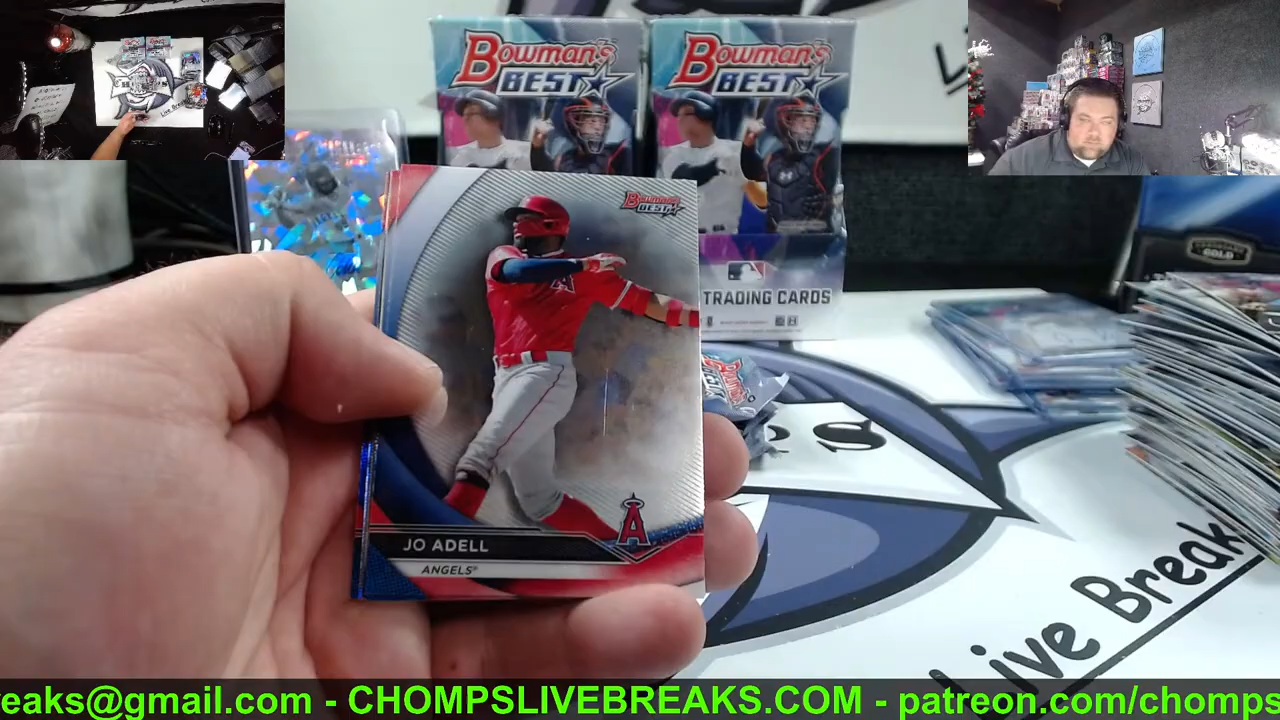 Bowman's
BEST
Bowman's
BEST
TRADING CARDS
Bowman's
BEST
A
JO ADELL
ANGELS
Live Break
reaks@gmail.com - CHOMPSLIVEBREAKS.COM - patreon.com/chomps